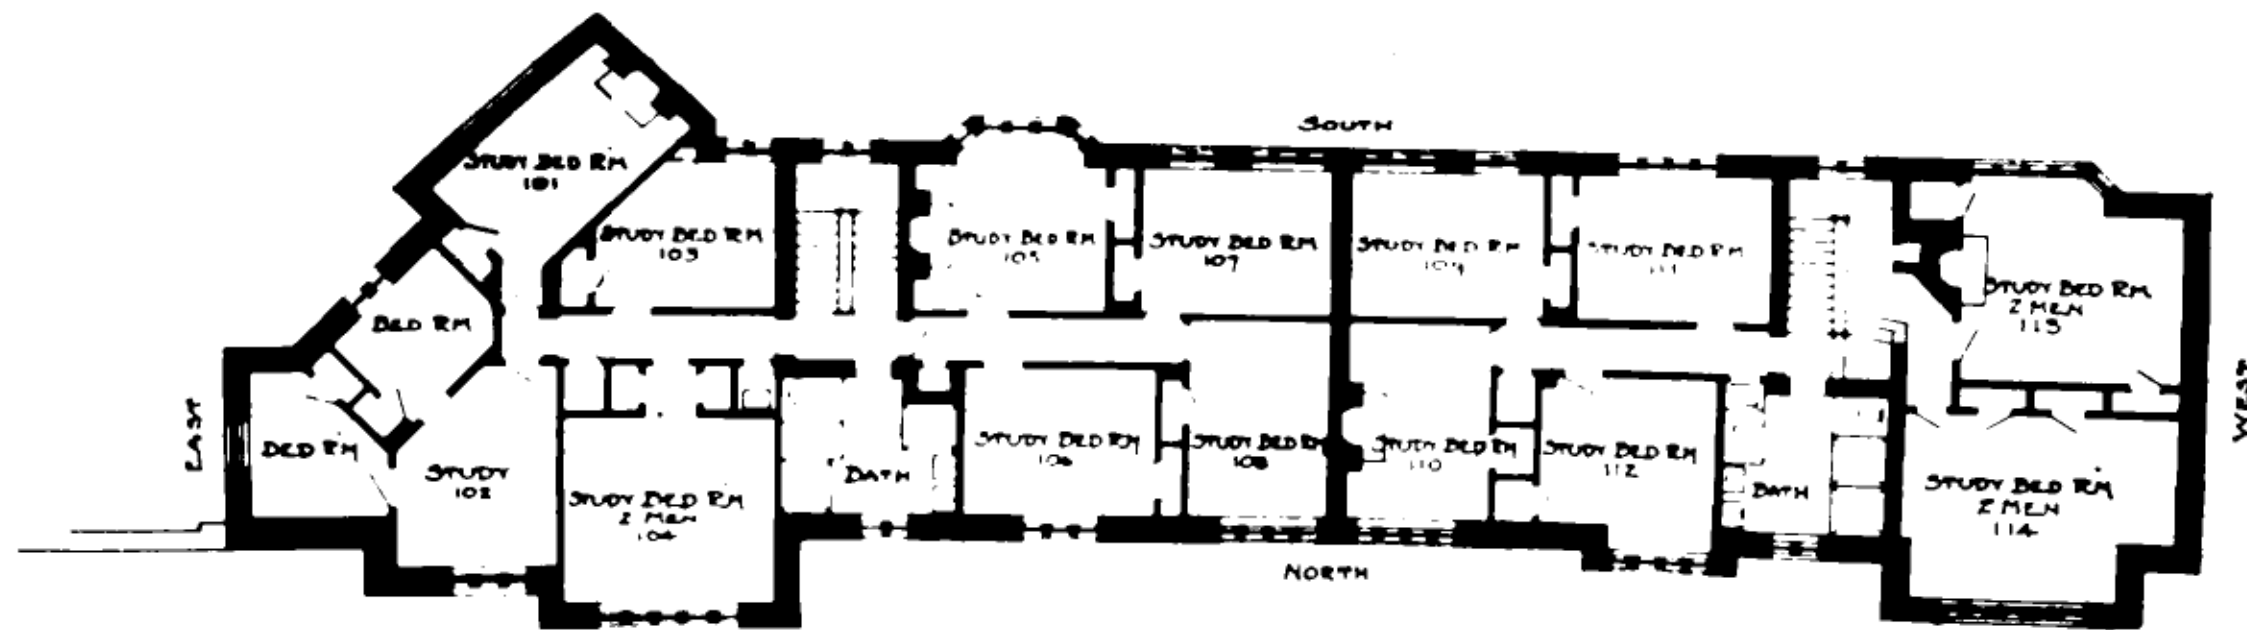 SOUTH
STUDY BED RM
101
STUDY BED RM
103
STUDY BED RM
105
STUDY BED RM
107
STUDY BED RM
109
STUDY BED RM
111
STUDY BED RM
2 MEN
113
BED RM
EAST
BED RM
STUDY
102
STUDY BED RM
2 MEN
104
BATH
STUDY BED RM
106
STUDY BED RM
108
STUDY BED RM
110
STUDY BED RM
112
BATH
STUDY BED RM
2 MEN
114
WEST
NORTH